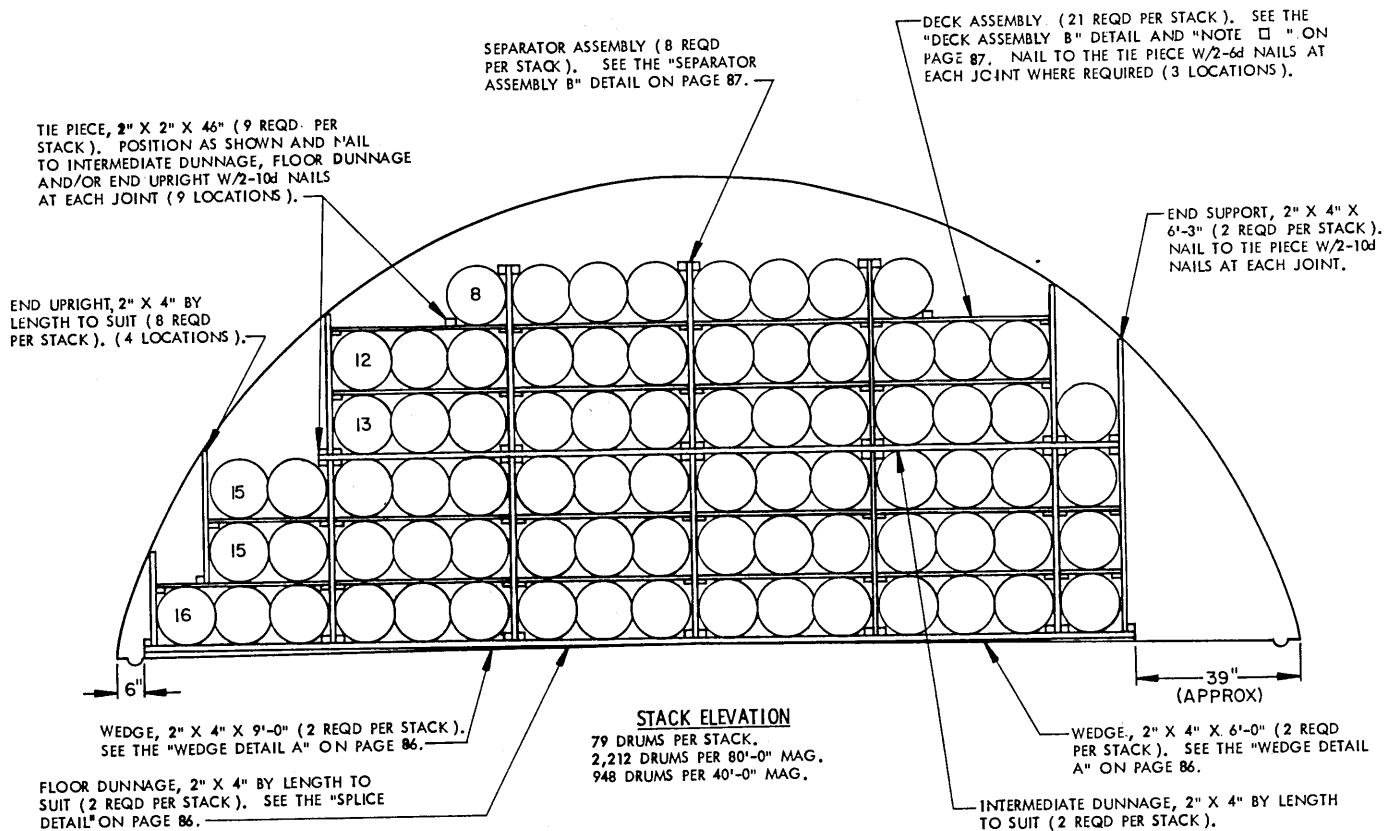 DECK ASSEMBLY (21 REQD PER STACK). SEE THE
"DECK ASSEMBLY B" DETAIL AND "NOTE □ " ON
PAGE 87. NAIL TO THE TIE PIECE W/2-6d NAILS AT
EACH JOINT WHERE REQUIRED (3 LOCATIONS).
SEPARATOR ASSEMBLY (8 REQD
PER STACK). SEE THE "SEPARATOR
ASSEMBLY B" DETAIL ON PAGE 87.
TIE PIECE, 2" X 2" X 46" (9 REQD PER
STACK). POSITION AS SHOWN AND NAIL
TO INTERMEDIATE DUNNAGE, FLOOR DUNNAGE
AND/OR END UPRIGHT W/2-10d NAILS
AT EACH JOINT (9 LOCATIONS).
END SUPPORT, 2" X 4" X
6'-3" (2 REQD PER STACK).
NAIL TO TIE PIECE W/2-10d
NAILS AT EACH JOINT.
END UPRIGHT, 2" X 4" BY
LENGTH TO SUIT (8 REQD
PER STACK). (4 LOCATIONS).
8
12
13
15
15
16
6"
39"
(APPROX)
STACK ELEVATION
79 DRUMS PER STACK.
2,212 DRUMS PER 80'-0" MAG.
948 DRUMS PER 40'-0" MAG.
WEDGE, 2" X 4" X 9'-0" (2 REQD PER STACK).
SEE THE "WEDGE DETAIL A" ON PAGE 86.
WEDGE, 2" X 4" X 6'-0" (2 REQD
PER STACK). SEE THE "WEDGE DETAIL
A" ON PAGE 86.
FLOOR DUNNAGE, 2" X 4" BY LENGTH TO
SUIT (2 REQD PER STACK). SEE THE "SPLICE
DETAIL" ON PAGE 86.
INTERMEDIATE DUNNAGE, 2" X 4" BY LENGTH
TO SUIT (2 REQD PER STACK).